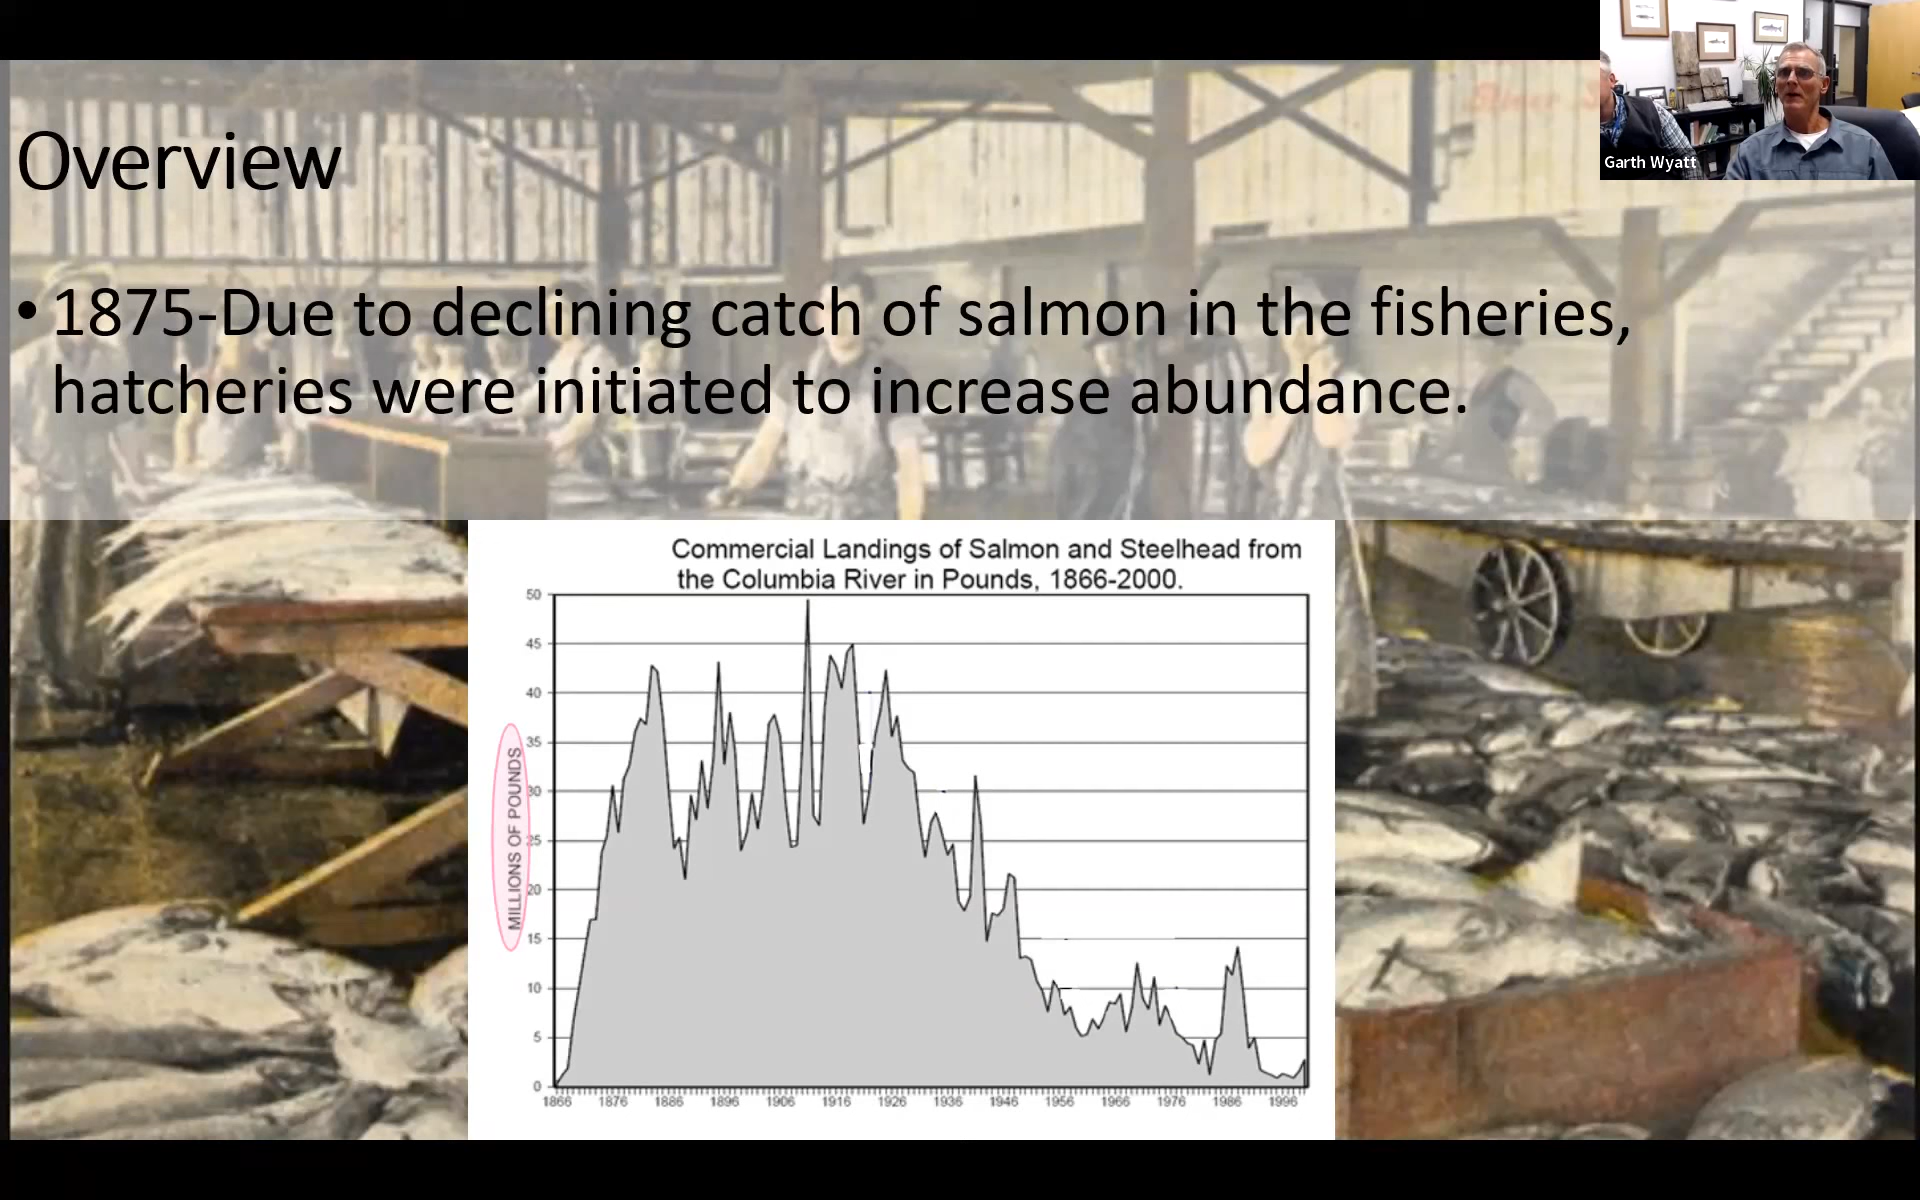 Overview
• 1875-Due to declining catch of salmon in the fisheries,
hatcheries were initiated to increase abundance.
Garth Wyatt
Commercial Landings of Salmon and Steelhead from
the Columbia River in Pounds, 1866-2000.
MILLIONS OF POUNDS
50
45
40
35
30
25
20
15
10
5
0
1866 1876 1886 1896 1906 1916 1926 1936 1946 1956 1966 1976 1986 1996